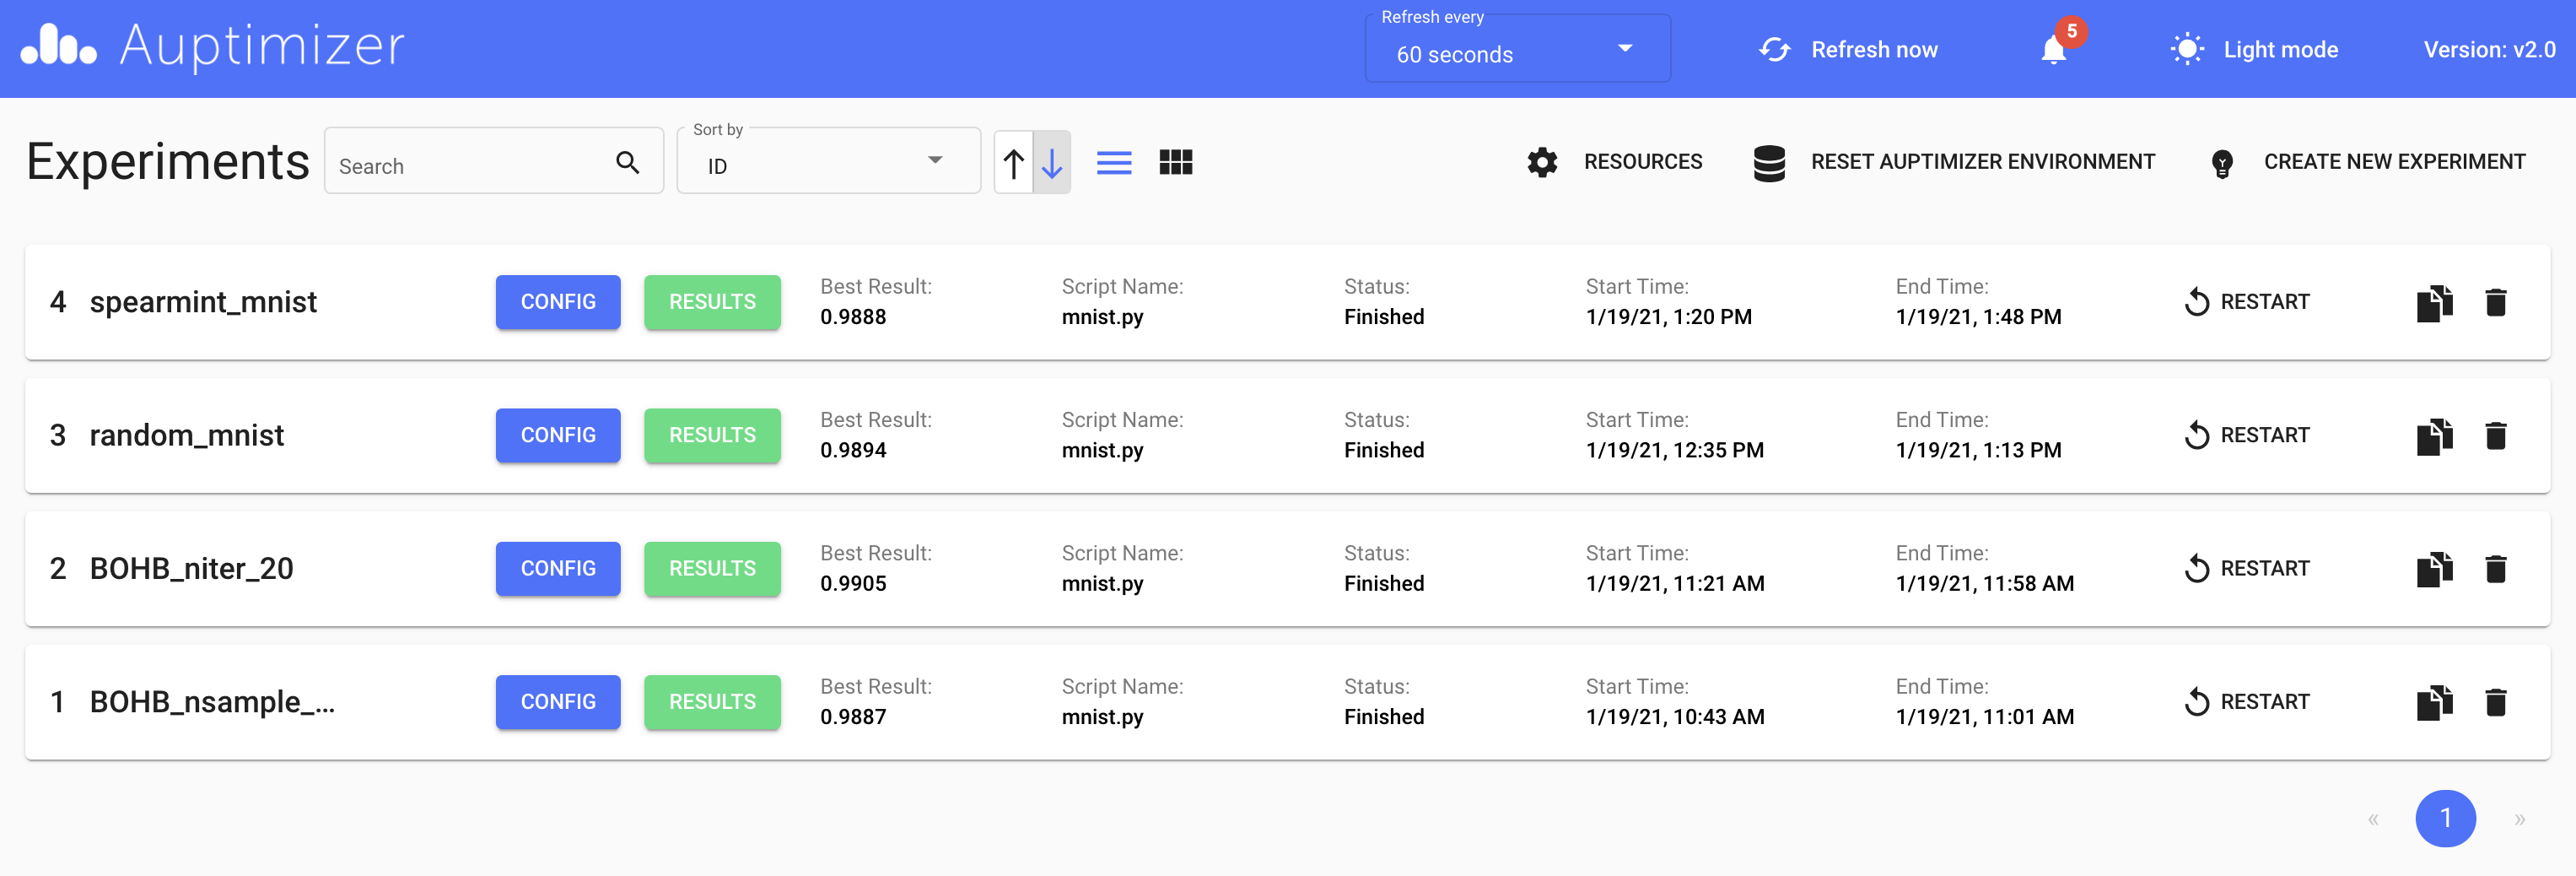 Auptimizer
Refresh every
60 seconds
Refresh now
5
Light mode
Version: v2.0
Experiments
Search
Sort by
ID
RESOURCES
RESET AUPTIMIZER ENVIRONMENT
CREATE NEW EXPERIMENT
4 spearmint_mnist CONFIG RESULTS
Best Result: Script Name: Status: Start Time: End Time:
0.9888 mnist.py Finished 1/19/21, 1:20 PM 1/19/21, 1:48 PM
RESTART
3 random_mnist CONFIG RESULTS
Best Result: Script Name: Status: Start Time: End Time:
0.9894 mnist.py Finished 1/19/21, 12:35 PM 1/19/21, 1:13 PM
RESTART
2 BOHB_niter_20 CONFIG RESULTS
Best Result: Script Name: Status: Start Time: End Time:
0.9905 mnist.py Finished 1/19/21, 11:21 AM 1/19/21, 11:58 AM
RESTART
1 BOHB_nsample_... CONFIG RESULTS
Best Result: Script Name: Status: Start Time: End Time:
0.9887 mnist.py Finished 1/19/21, 10:43 AM 1/19/21, 11:01 AM
RESTART
« 1 »